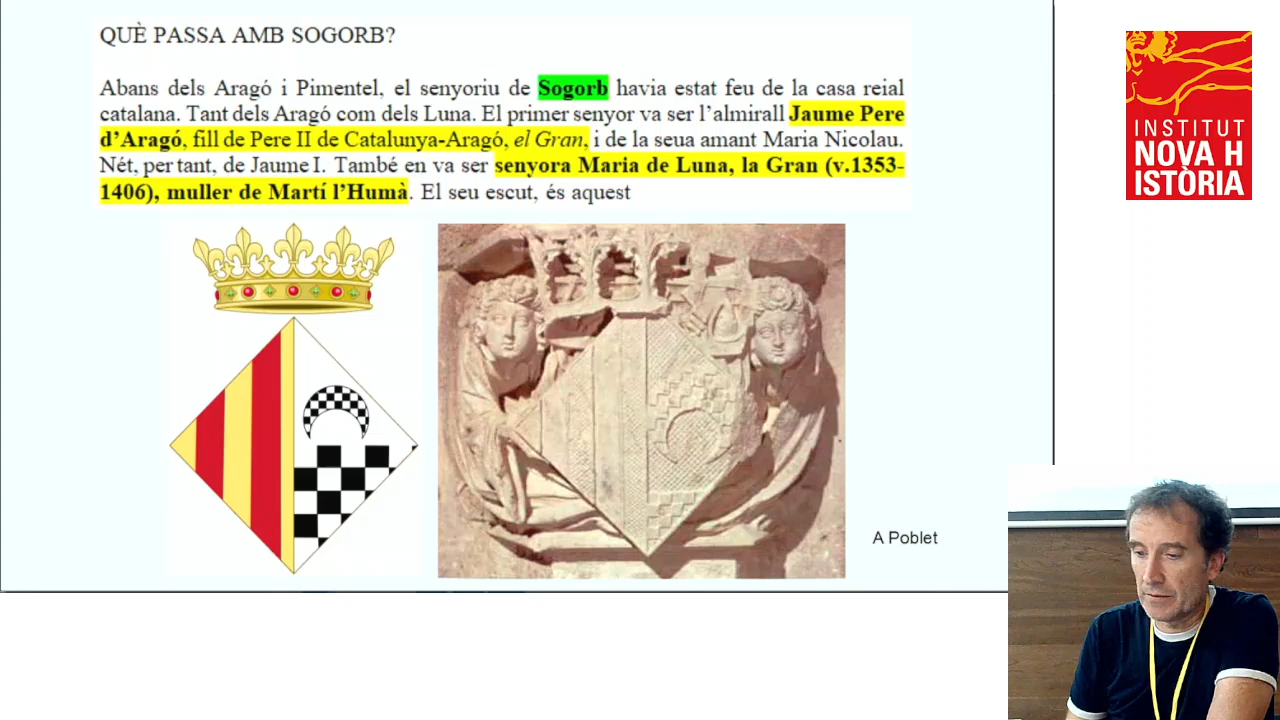 QUÈ PASSA AMB SOGORB?
Abans dels Aragó i Pimentel, el senyoriu de Sogorb havia estat feu de la casa reial
catalana. Tant dels Aragó com dels Luna. El primer senyor va ser l'almirall Jaume Pere
d'Aragó, fill de Pere II de Catalunya-Aragó, el Gran, i de la seua amant Maria Nicolau.
Nét, per tant, de Jaume I. També en va ser senyora Maria de Luna, la Gran (v.1353-
1406), muller de Martí l'Humà. El seu escut, és aquest
A Poblet
INSTITUT
NOVA H
ISTÒRIA